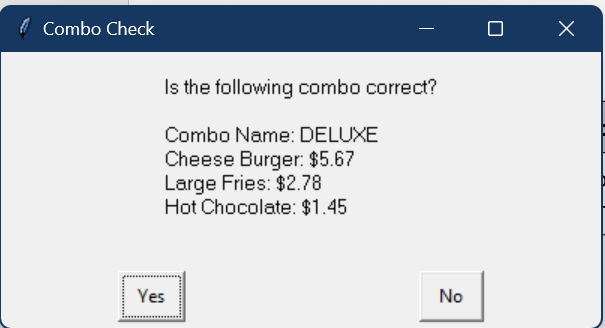 Combo Check
Is the following combo correct?
Combo Name: DELUXE
Cheese Burger: $5.67
Large Fries: $2.78
Hot Chocolate: $1.45
Yes
No